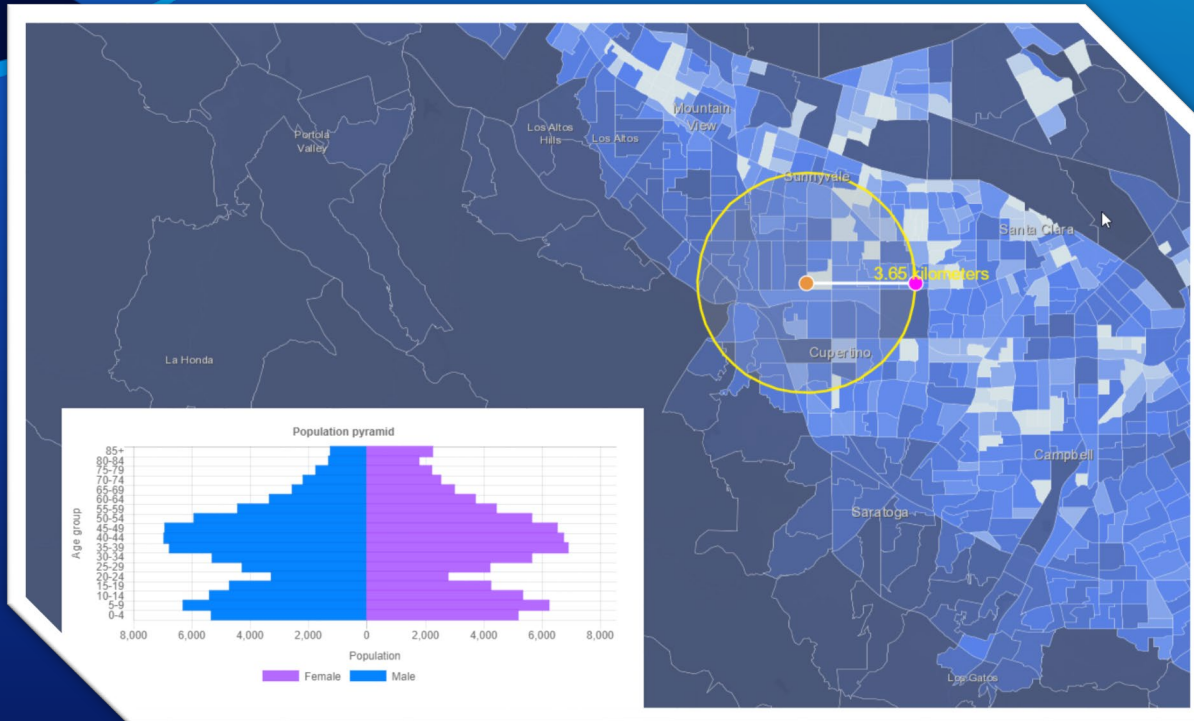 Mountain
View
Portola
Valley
Los Altos
Hills
Los Altos
Sunnyvale
Santa Clara
3.65 kilometers
Cupertino
La Honda
Campbell
Saratoga
Los Gatos
Population pyramid
Age group
85+
80-84
75-79
70-74
65-69
60-64
55-59
50-54
45-49
40-44
35-39
30-34
25-29
20-24
15-19
10-14
5-9
0-4
8,000 6,000 4,000 2,000 0 2,000 4,000 6,000 8,000
Population
Female Male